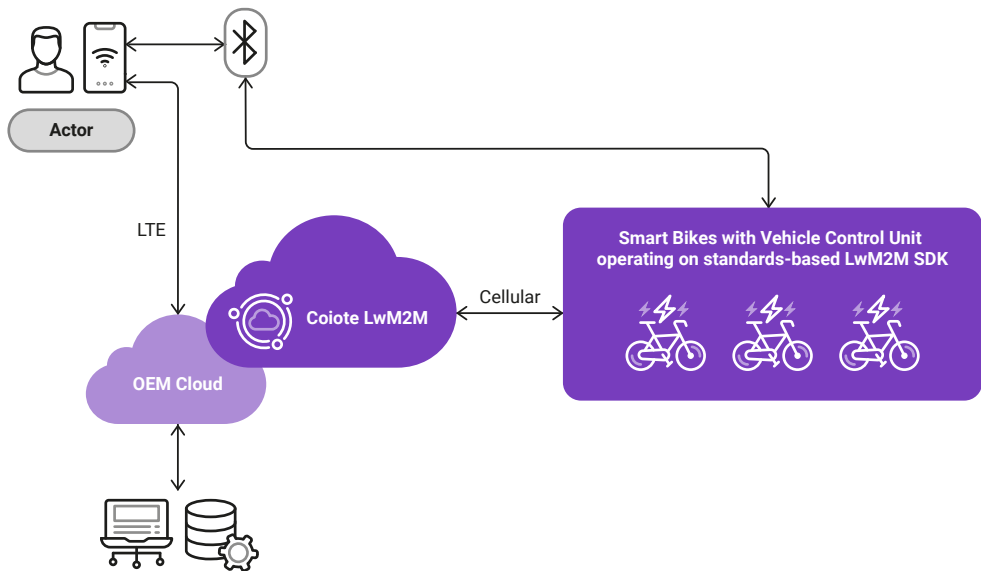 Actor
LTE
Smart Bikes with Vehicle Control Unit
operating on standards-based LwM2M SDK
Cellular
Coiote LwM2M
OEM Cloud